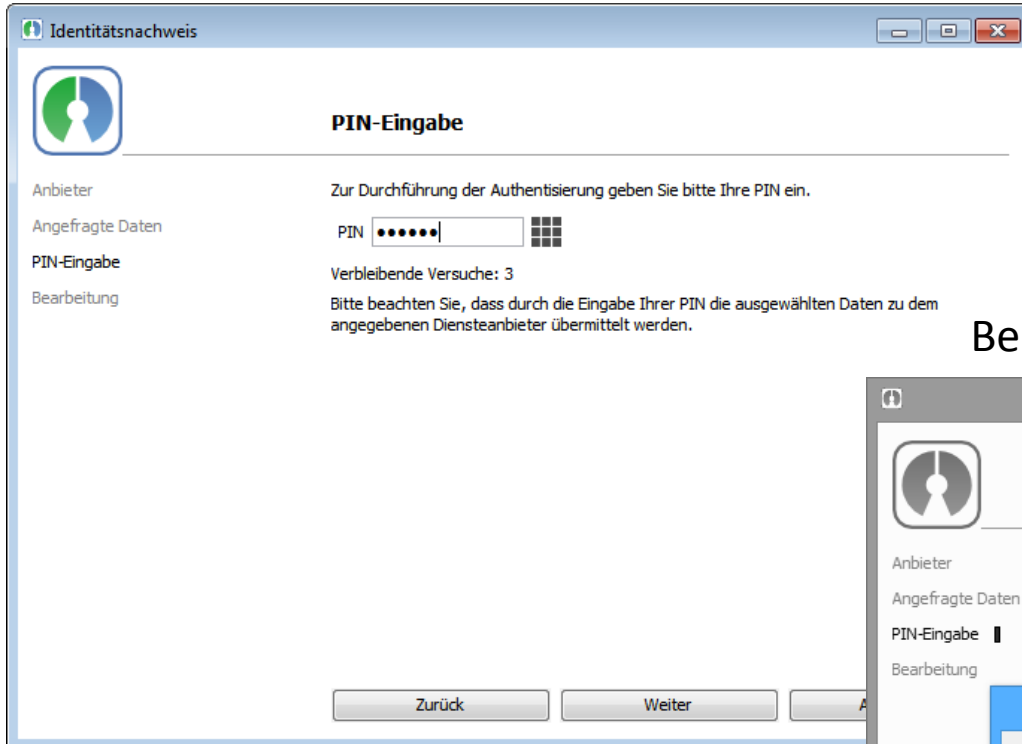 Identitätsnachweis
PIN-Eingabe
Anbieter
Angefragte Daten
PIN-Eingabe
Bearbeitung
Zur Durchführung der Authentisierung geben Sie bitte Ihre PIN ein.
PIN ••••••
Verbleibende Versuche: 3
Bitte beachten Sie, dass durch die Eingabe Ihrer PIN die ausgewählten Daten zu dem
angegebenen Diensteanbieter übermittelt werden.
Zurück Weiter A
Be
Anbieter
Angefragte Daten
PIN-Eingabe
Bearbeitung